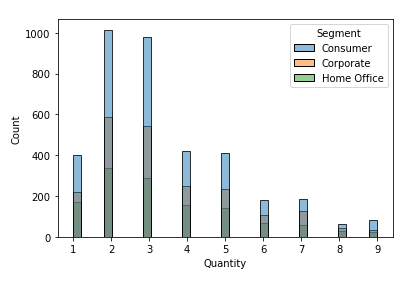 Segment
Consumer
Corporate
Home Office
1000
800
600
400
200
0
Count
1 2 3 4 5 6 7 8 9
Quantity